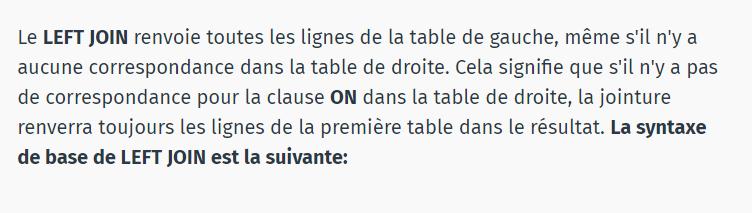 Le LEFT JOIN renvoie toutes les lignes de la table de gauche, même s'il n'y a
aucune correspondance dans la table de droite. Cela signifie que s'il n'y a pas
de correspondance pour la clause ON dans la table de droite, la jointure
renverra toujours les lignes de la première table dans le résultat. La syntaxe
de base de LEFT JOIN est la suivante: